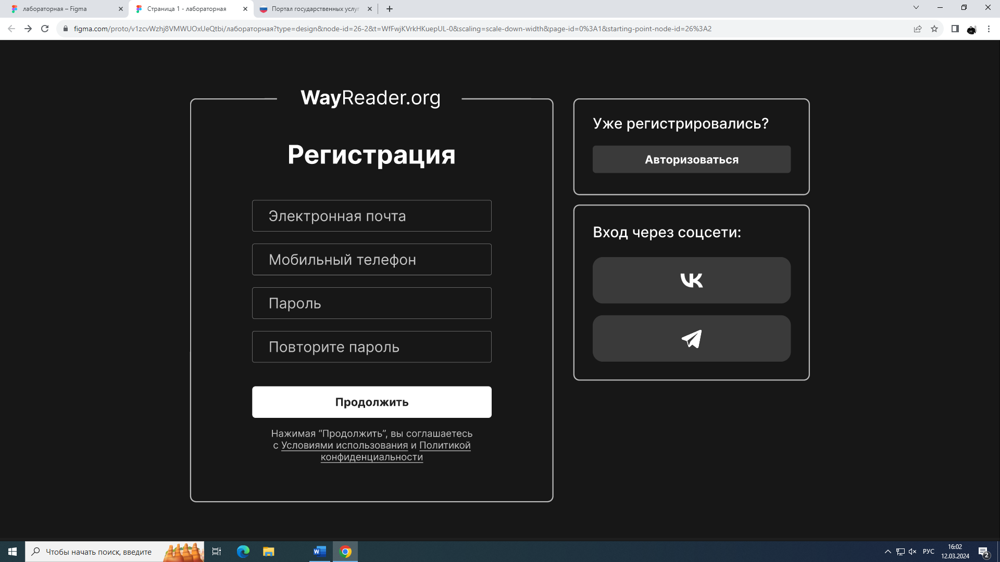 лабораторная – Figma
Страница 1 - лабораторная
Портал государственных услуг
figma.com/proto/v1zcvWzhj8VMWUOxUeQtbi/лабораторная?type=design&node-id=26-2&t=WfFwjKVrkHKuepUL-0&scaling=scale-down-width&page-id=0%3A1&starting-point-node-id=26%3A2
WayReader.org
Регистрация
Электронная почта
Мобильный телефон
Пароль
Повторите пароль
Продолжить
Нажимая “Продолжить”, вы соглашаетесь
с Условиями использования и Политикой
конфиденциальности
Уже регистрировались?
Авторизоваться
Вход через соцсети:
Чтобы начать поиск, введите
РУС
16:02
12.03.2024
2